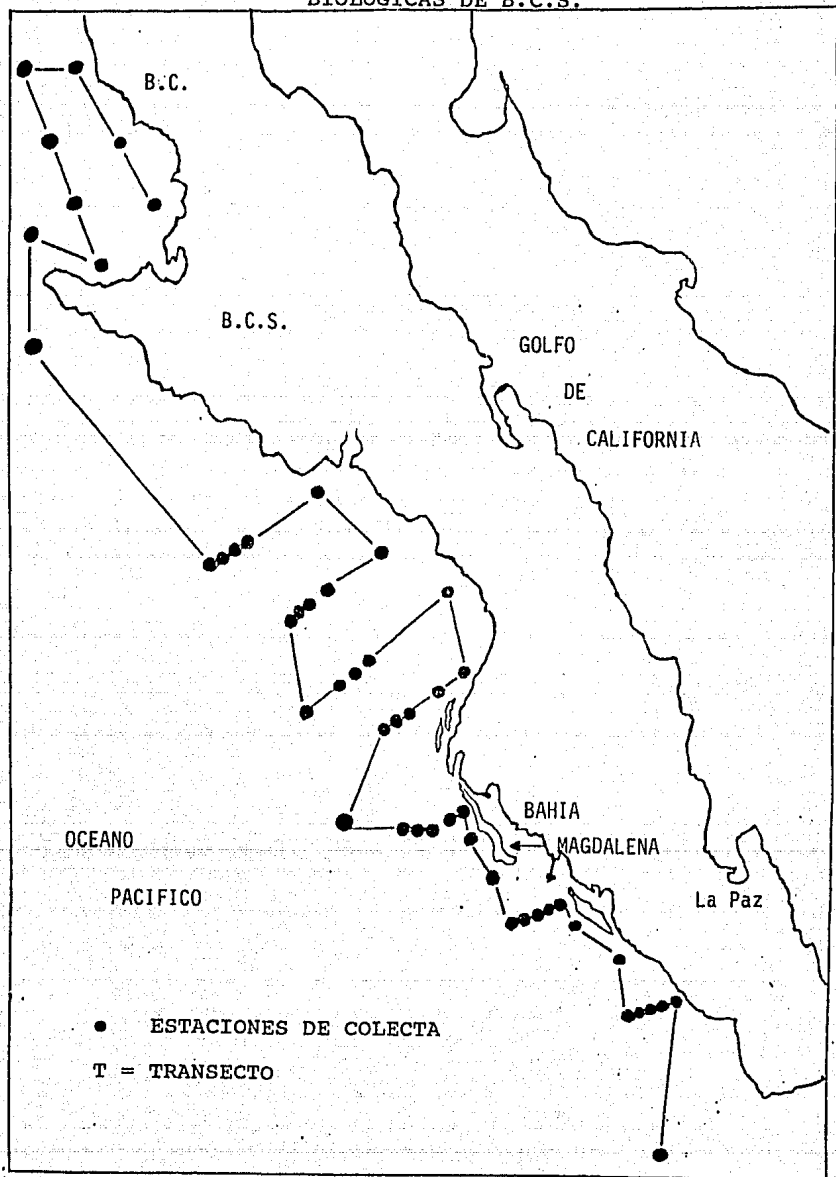 BIOLOGICAS DE B.C.S.
B.C.
B.C.S.
GOLFO
DE
CALIFORNIA
BAHIA
MAGDALENA
OCEANO
PACIFICO
La Paz
● ESTACIONES DE COLECTA
T = TRANSECTO